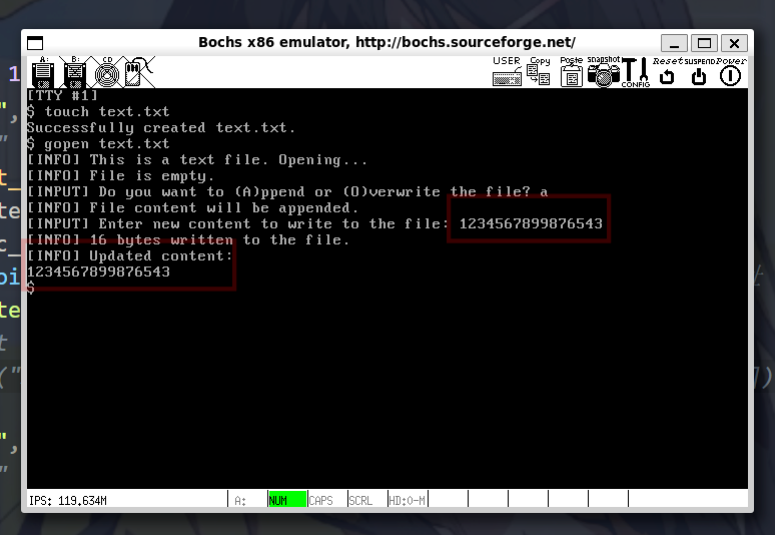 Bochs x86 emulator, http://bochs.sourceforge.net/
A: B: CD USER Copy Paste snapshot CONFIG Reset SUSPEND Power
[TTY #1]
$ touch text.txt
Successfully created text.txt.
$ gopen text.txt
[INFO] This is a text file. Opening...
[INFO] File is empty.
[INPUT] Do you want to (A)ppend or (O)verwrite the file? a
[INFO] File content will be appended.
[INPUT] Enter new content to write to the file: 1234567899876543
[INFO] 16 bytes written to the file.
[INFO] Updated content:
1234567899876543
$
IPS: 119.634M A: NUM CAPS SCRL HD:0-M